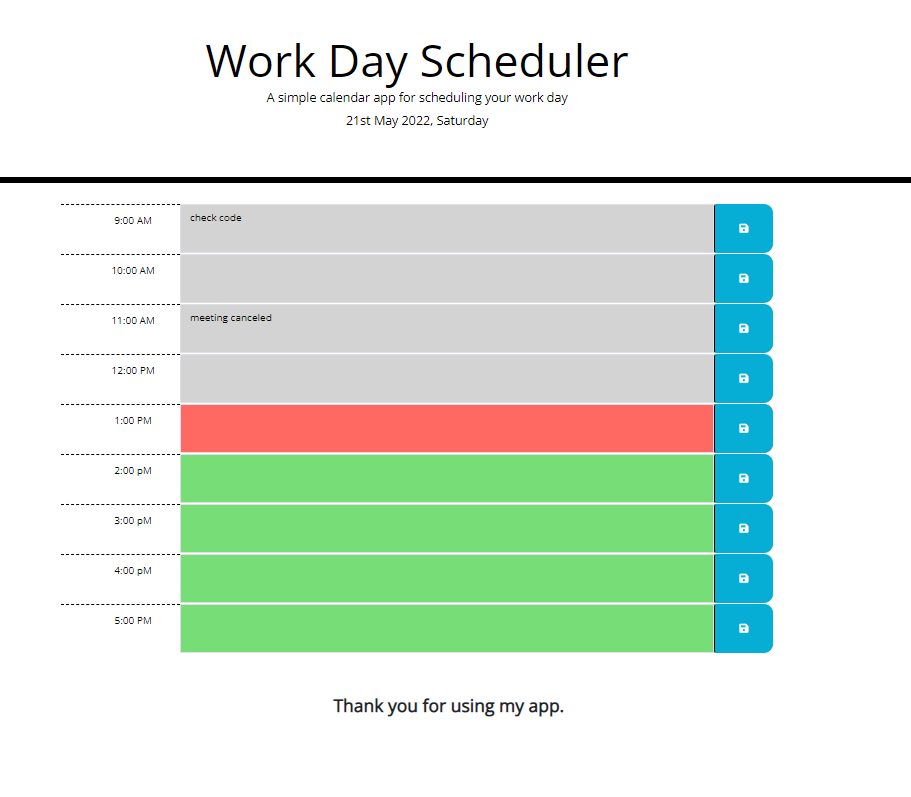 Work Day Scheduler
A simple calendar app for scheduling your work day
21st May 2022, Saturday
9:00 AM check code
10:00 AM
11:00 AM meeting canceled
12:00 PM
1:00 PM
2:00 pM
3:00 pM
4:00 pM
5:00 PM
Thank you for using my app.